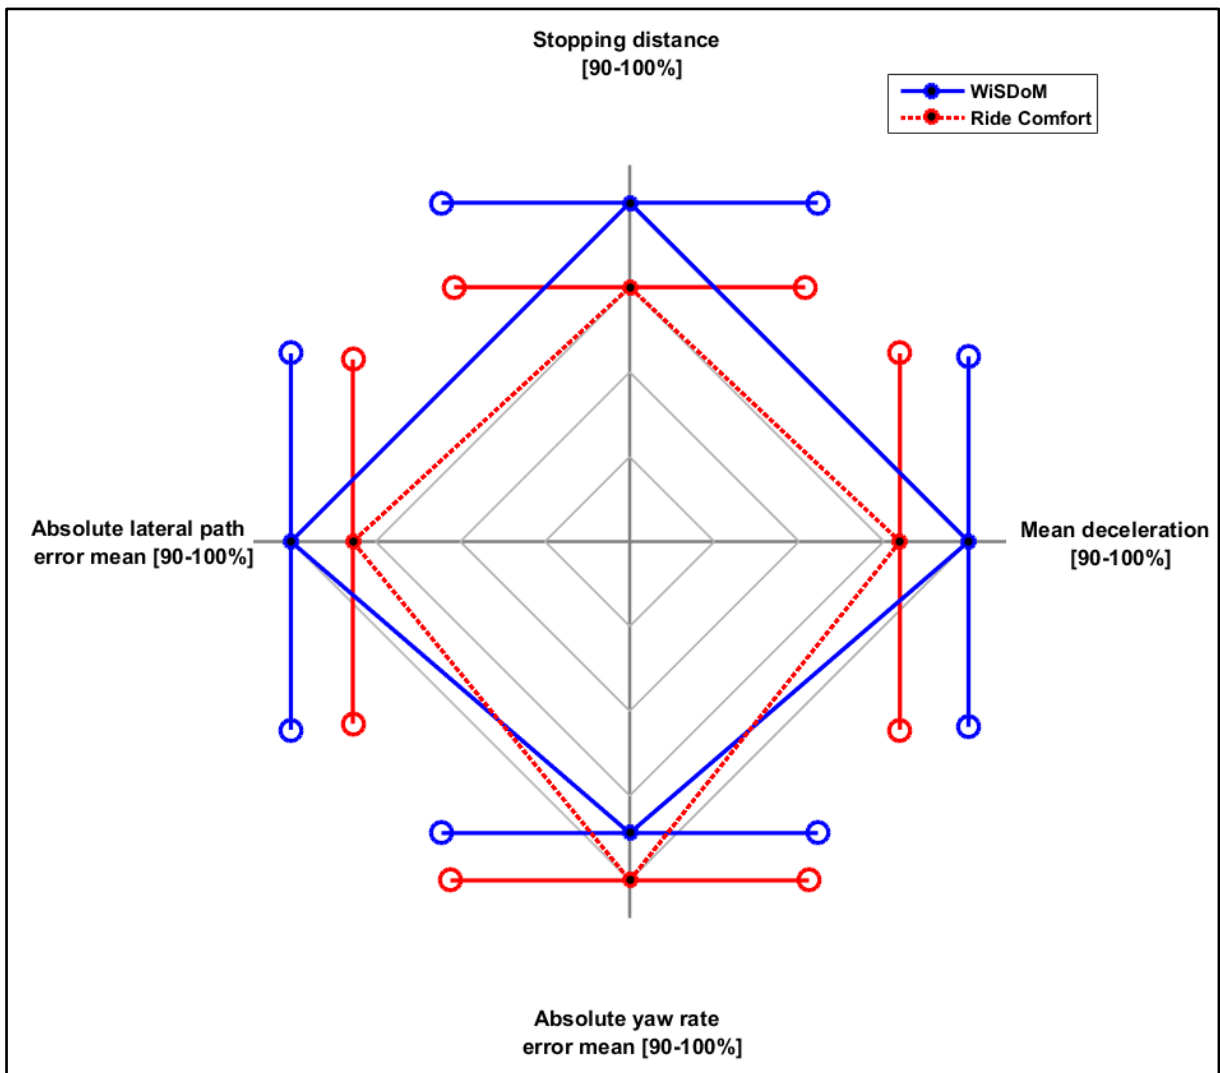 Stopping distance
[90-100%]
WiSDoM
Ride Comfort
Absolute lateral path
error mean [90-100%]
Mean deceleration
[90-100%]
Absolute yaw rate
error mean [90-100%]